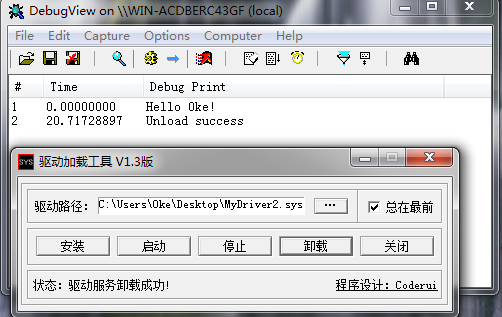 DebugView on \\WIN-ACDBERC43GF (local)
File Edit Capture Options Computer Help
# Time Debug Print
1 0.00000000 Hello Oke!
2 20.71728897 Unload success
SYS 驱动加载工具 V1.3版
驱动路径: C:\Users\Oke\Desktop\MyDriver2.sys ... 总在最前
安装 启动 停止 卸载 关闭
状态: 驱动服务卸载成功! 程序设计: Coderui